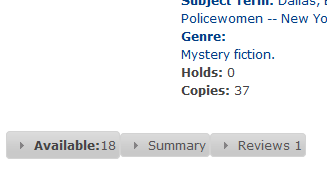 Subject Term: Dallas,
Policewomen -- New Yo
Genre:
Mystery fiction.
Holds: 0
Copies: 37
Available:18 Summary Reviews 1